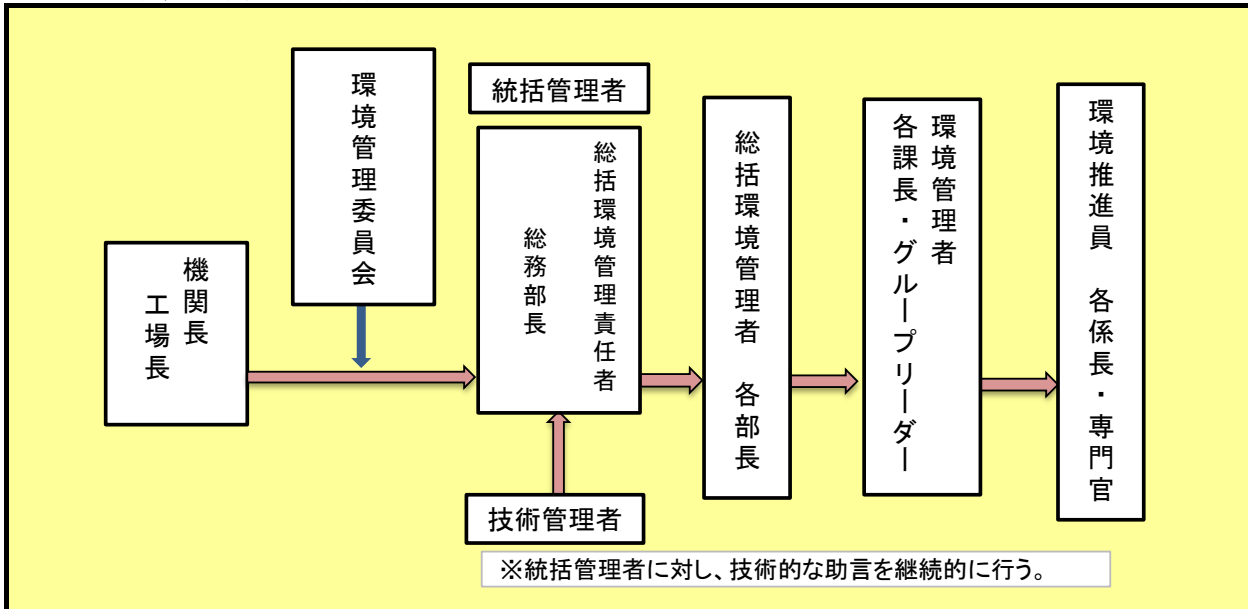 機関長
工場長
環境管理委員会
統括管理者
総括環境管理責任者
総務部長
技術管理者
※統括管理者に対し、技術的な助言を継続的に行う。
総括環境管理者 各部長
環境管理者
各課長・グループリーダー
環境推進員 各係長・専門官